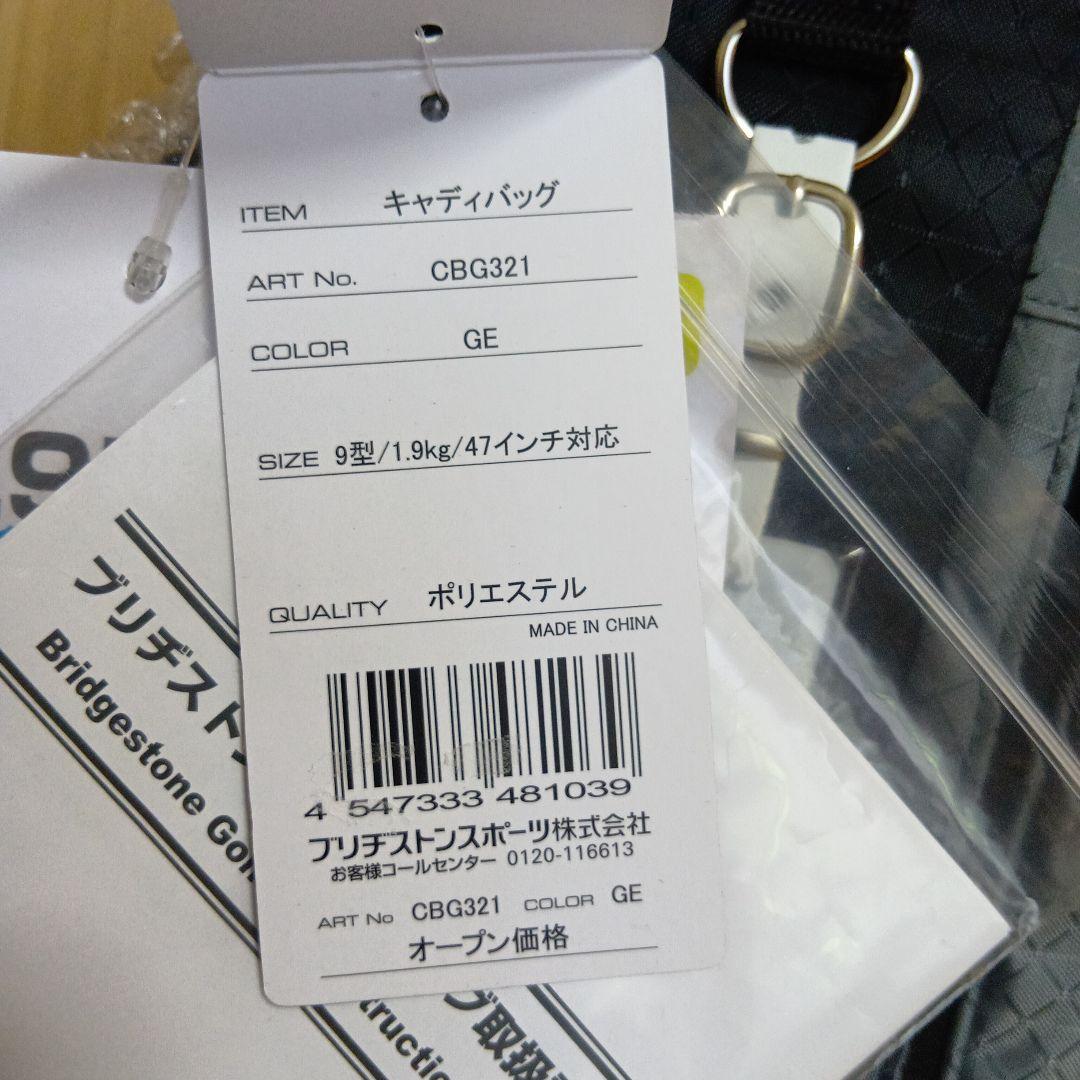 ITEM キャディバッグ
ART No. CBG321
COLOR GE
SIZE 9型/1.9kg/47インチ対応
QUALITY ポリエステル
MADE IN CHINA
4 547333 481039
ブリヂストンスポーツ株式会社
お客様コールセンター 0120-116613
ART No CBG321 COLOR GE
オープン価格
ブリヂスト
Bridgestone Go
グ取扱
tructio